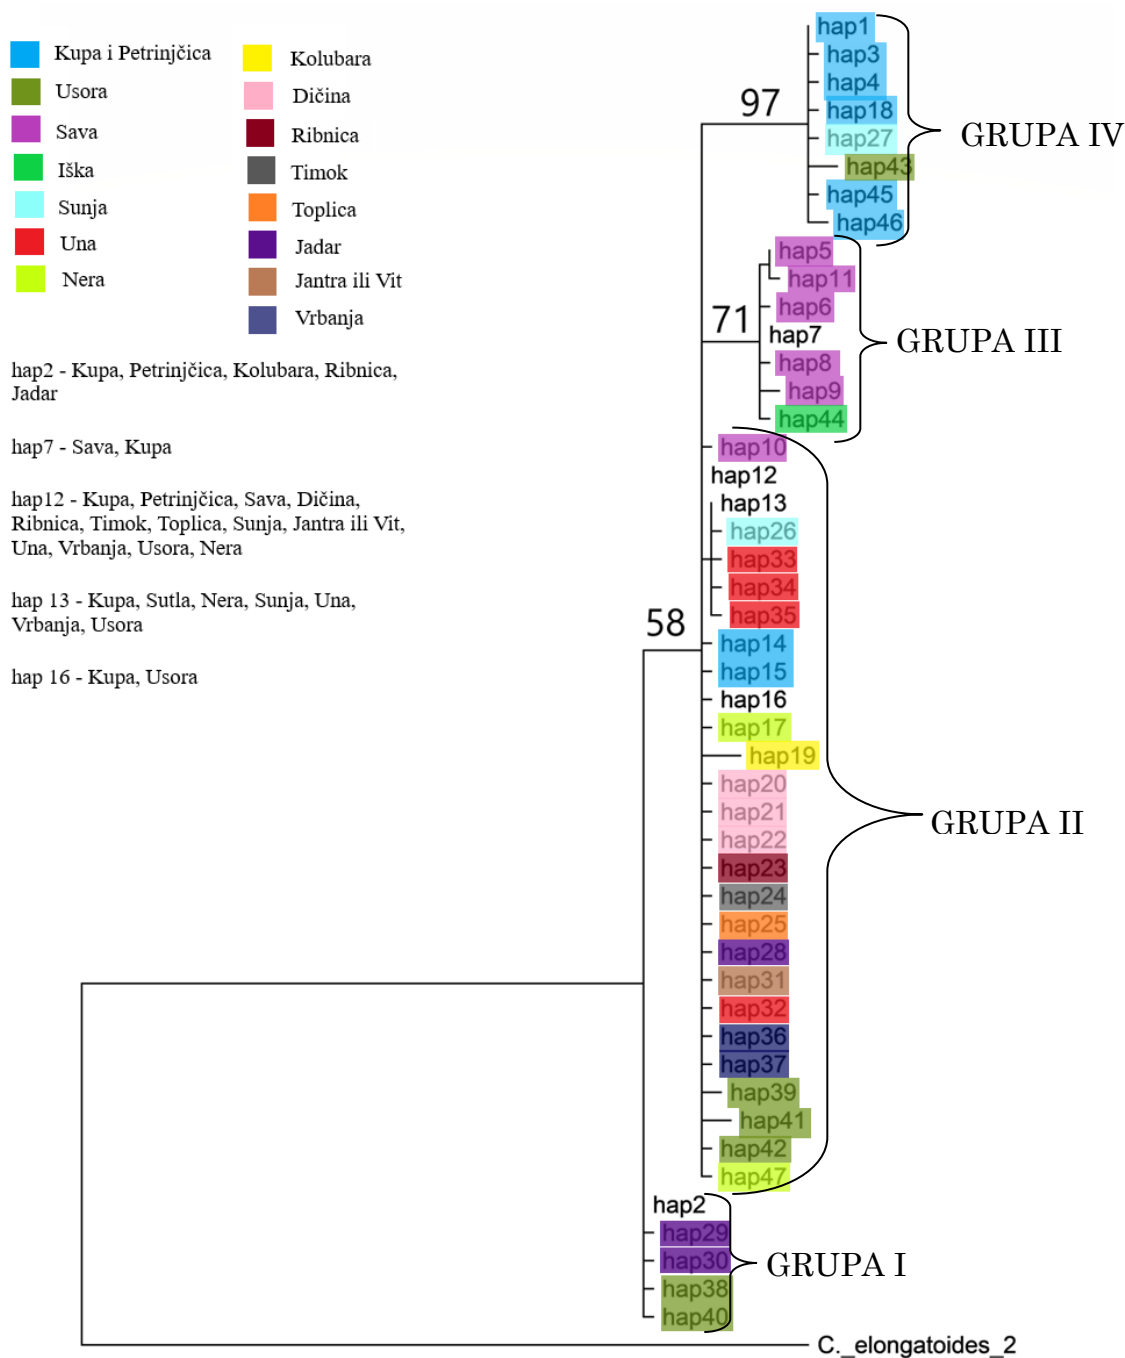 Kupa i Petrinjčica
Usora
Sava
Iška
Sunja
Una
Nera
Kolubara
Dičina
Ribnica
Timok
Toplica
Jadar
Jantra ili Vit
Vrbanja
hap2 - Kupa, Petrinjčica, Kolubara, Ribnica,
Jadar
hap7 - Sava, Kupa
hap12 - Kupa, Petrinjčica, Sava, Dičina,
Ribnica, Timok, Toplica, Sunja, Jantra ili Vit,
Una, Vrbanja, Usora, Nera
hap 13 - Kupa, Sutla, Nera, Sunja, Una,
Vrbanja, Usora
hap 16 - Kupa, Usora
97
71
58
hap1
hap3
hap4
hap18
hap27
hap43
hap45
hap46
GRUPA IV
hap5
hap11
hap6
hap7
hap8
hap9
hap44
GRUPA III
hap10
hap12
hap13
hap26
hap33
hap34
hap35
hap14
hap15
hap16
hap17
hap19
hap20
hap21
hap22
hap23
hap24
hap25
hap28
hap31
hap32
hap36
hap37
hap39
hap41
hap42
hap47
GRUPA II
hap2
hap29
hap30
hap38
hap40
GRUPA I
C._elongatoides_2